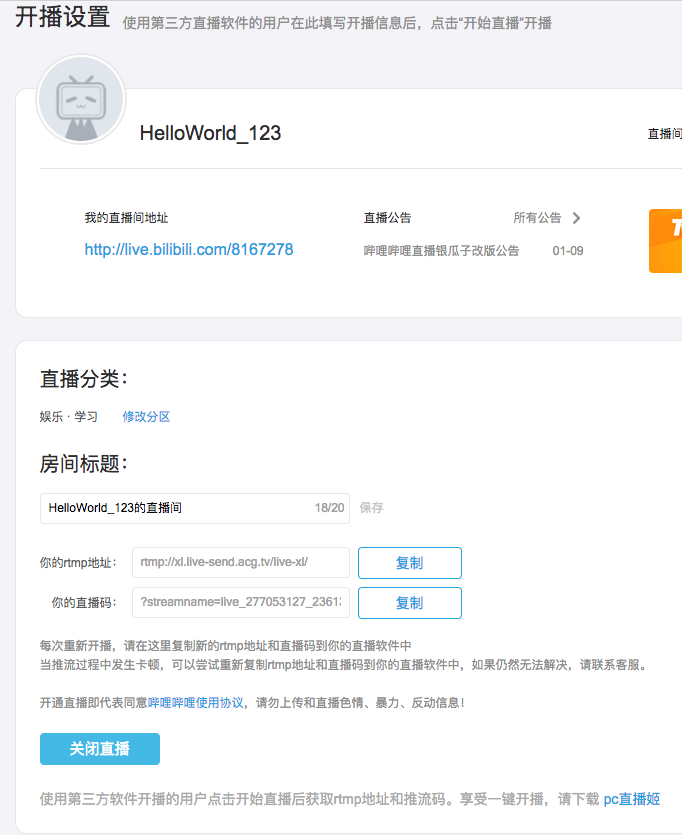 开播设置 使用第三方直播软件的用户在此填写开播信息后，点击“开始直播”开播
HelloWorld_123
直播间
我的直播间地址 直播公告 所有公告
http://live.bilibili.com/8167278 哔哩哔哩直播银瓜子改版公告 01-09
直播分类：
娱乐 · 学习 修改分区
房间标题：
HelloWorld_123的直播间 18/20 保存
你的rtmp地址： rtmp://xl.live-send.acg.tv/live-xl/ 复制
你的直播码： ?streamname=live_277053127_2361 复制
每次重新开播，请在这里复制新的rtmp地址和直播码到你的直播软件中
当推流过程中发生卡顿，可以尝试重新复制rtmp地址和直播码到你的直播软件中，如果仍然无法解决，请联系客服。
开通直播即代表同意哔哩哔哩使用协议，请勿上传和直播色情、暴力、反动信息！
关闭直播
使用第三方软件开播的用户点击开始直播后获取rtmp地址和推流码。享受一键开播，请下载 pc直播姬